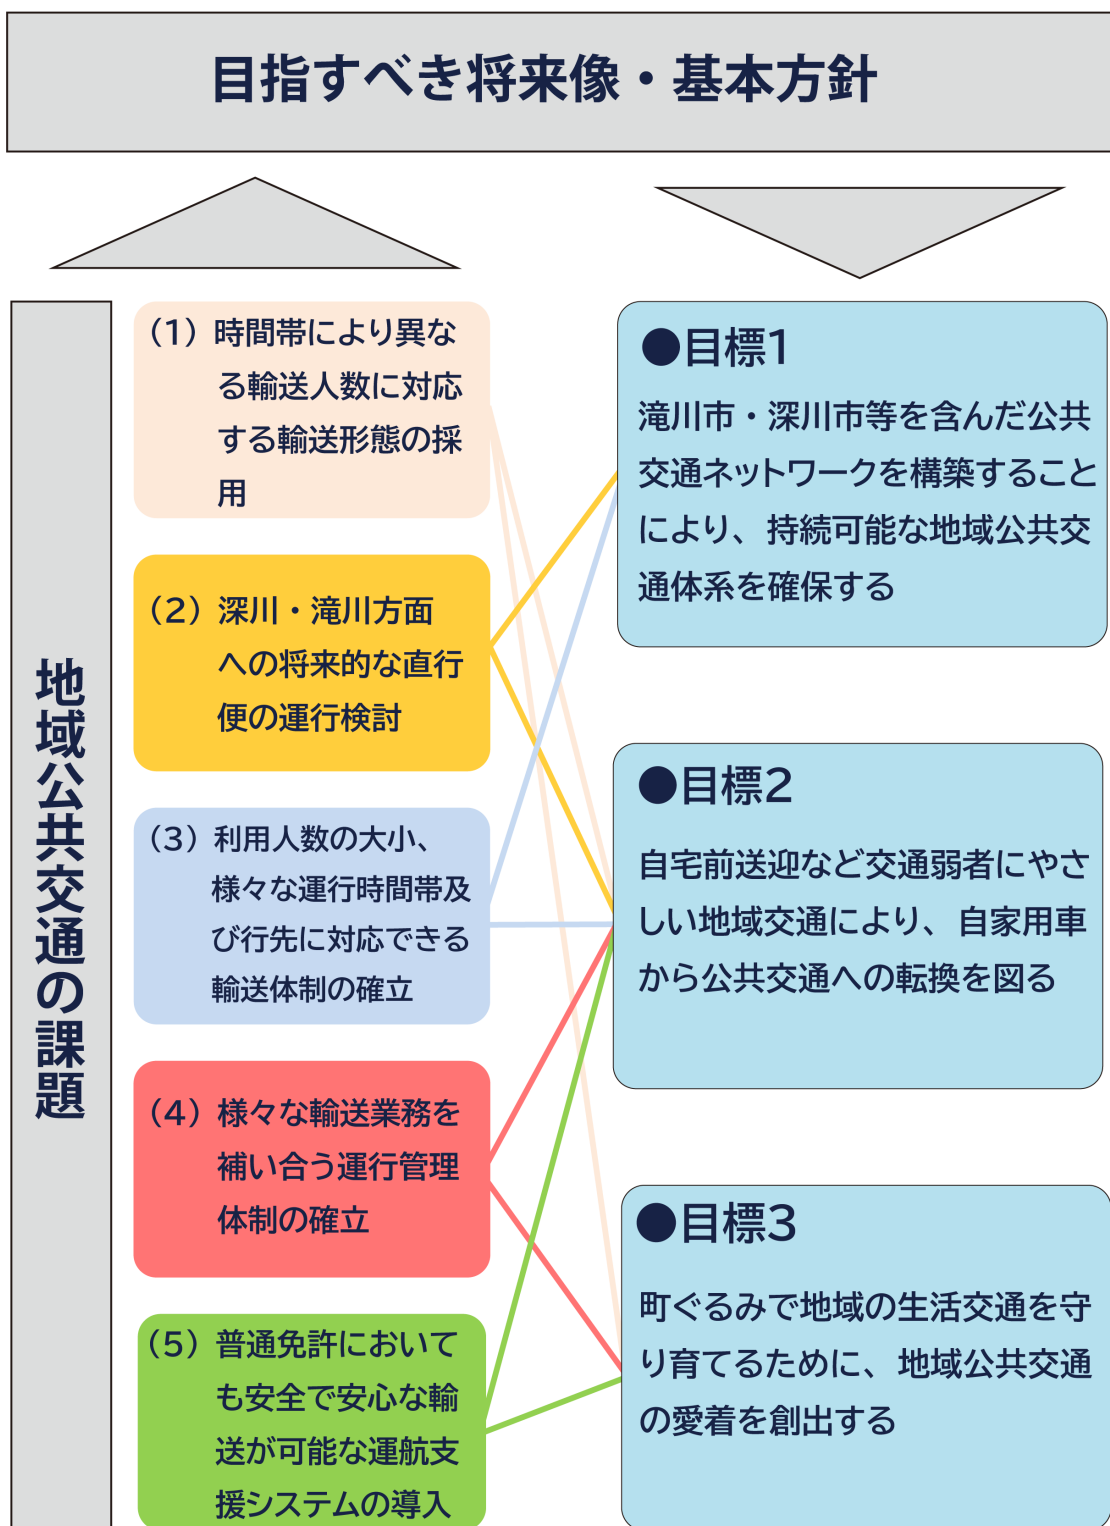 目指すべき将来像・基本方針
地域公共交通の課題
（1）時間帯により異な
る輸送人数に対応
する輸送形態の採
用
（2）深川・滝川方面
への将来的な直行
便の運行検討
（3）利用人数の大小、
様々な運行時間帯及
び行先に対応できる
輸送体制の確立
（4）様々な輸送業務を
補い合う運行管理
体制の確立
（5）普通免許において
も安全で安心な輸
送が可能な運航支
援システムの導入
●目標1
滝川市・深川市等を含んだ公共
交通ネットワークを構築すること
により、持続可能な地域公共交
通体系を確保する
●目標2
自宅前送迎など交通弱者にやさ
しい地域交通により、自家用車
から公共交通への転換を図る
●目標3
町ぐるみで地域の生活交通を守
り育てるために、地域公共交通
の愛着を創出する